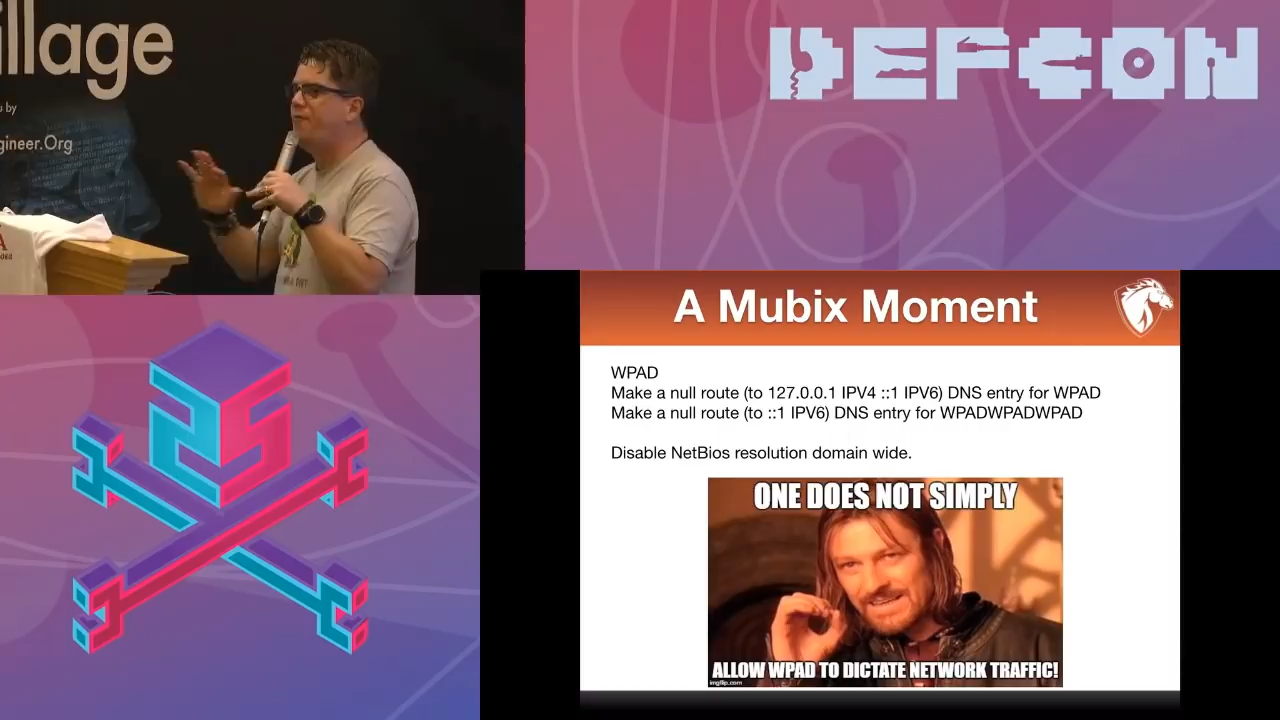 illage
u by
gineer.Org
DEFCON
A Mubix Moment
WPAD
Make a null route (to 127.0.0.1 IPV4 ::1 IPV6) DNS entry for WPAD
Make a null route (to ::1 IPV6) DNS entry for WPADWPADWPAD
Disable NetBios resolution domain wide.
ONE DOES NOT SIMPLY
ALLOW WPAD TO DICTATE NETWORK TRAFFIC!
imgflip.com